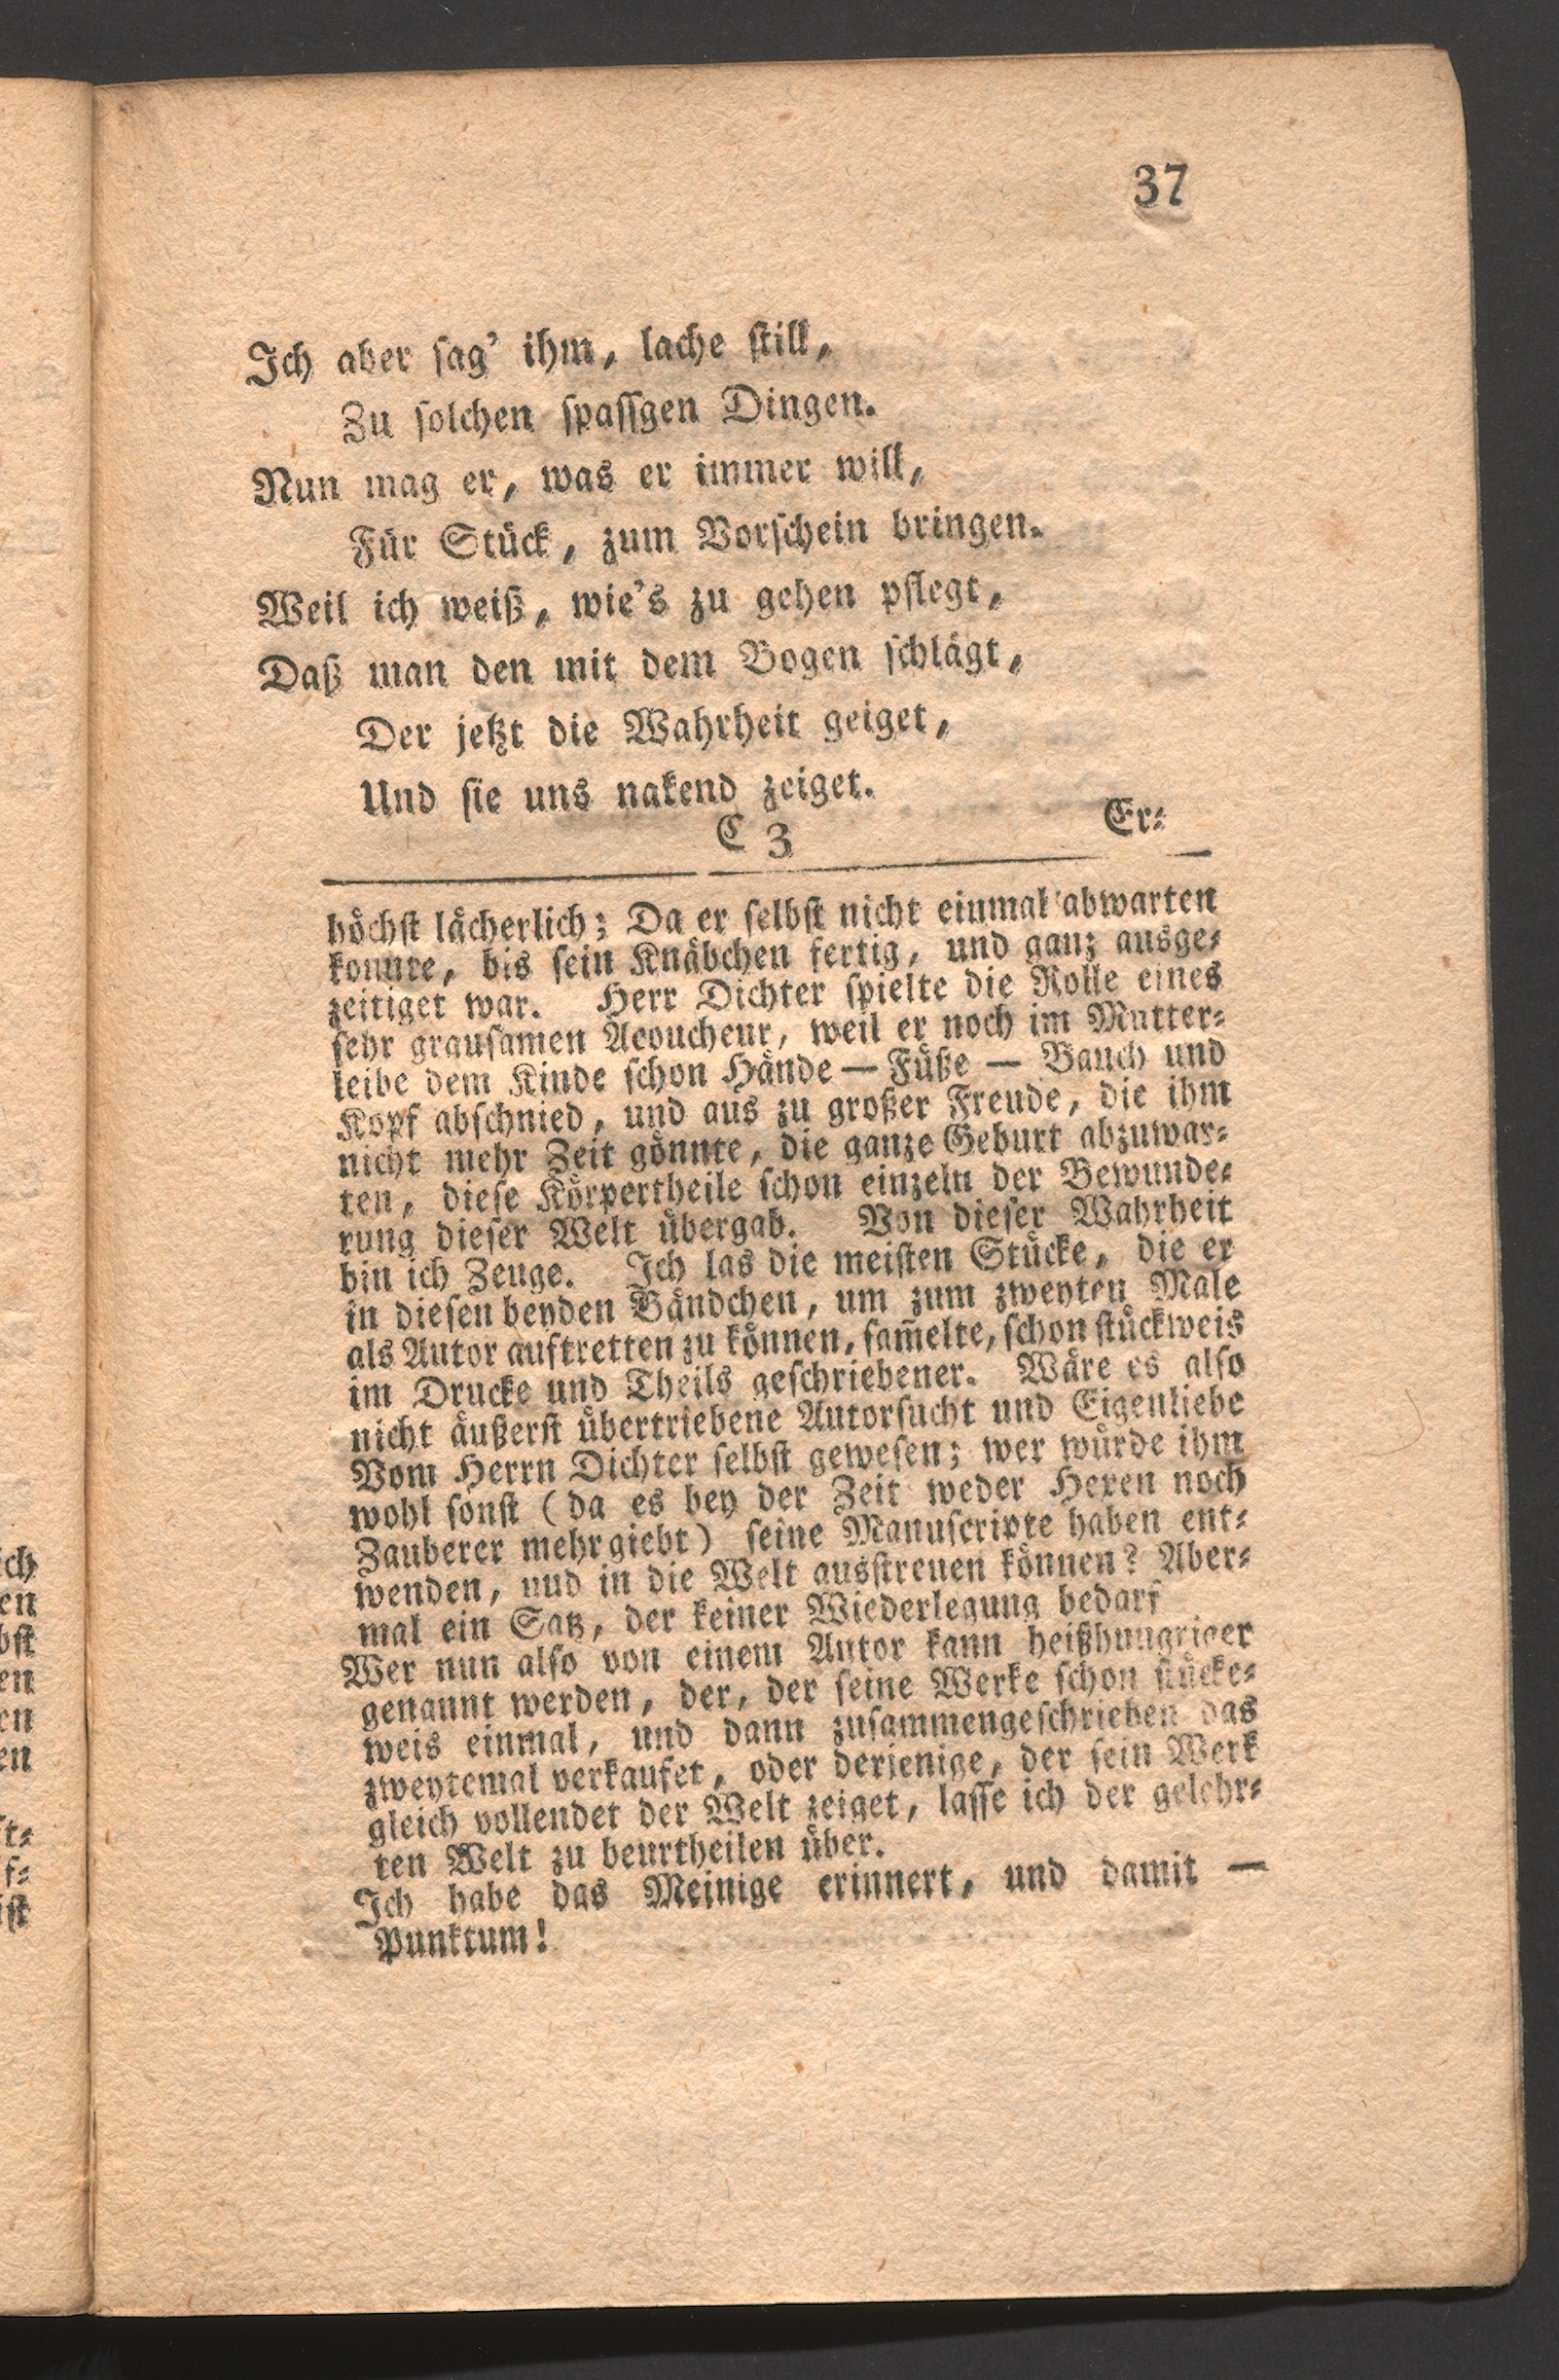 37
Ich aber sag' ihm, lache still,
Zu solchen spassgen Dingen.
Nun mag er, was er immer will,
Für Stück, zum Vorschein bringen.
Weil ich weiß, wie's zu gehen pflegt,
Daß man den mit dem Bogen schlägt,
Der jetzt die Wahrheit geiget,
Und sie uns nakend zeiget.
C 3
Er-
höchst lächerlich; Da er selbst nicht einmal abwarten
konnte, bis sein Knäbchen fertig, und ganz ausge-
zeitiget war. Herr Dichter spielte die Rolle eines
sehr grausamen Acoucheur, weil er noch im Mutter-
leibe dem Kinde schon Hände — Füße — Bauch und
Kopf abschnied, und aus zu großer Freude, die ihm
nicht mehr Zeit gönnte, die ganze Geburt abzuwar-
ten, diese Körpertheile schon einzeln der Bewunde-
rung dieser Welt übergab. Von dieser Wahrheit
bin ich Zeuge. Ich las die meisten Stücke, die er
in diesen beyden Bändchen, um zum zweyten Male
als Autor auftretten zu können, sam̄elte, schon stückweis
im Drucke und Theils geschriebener. Wäre es also
nicht äußerst übertriebene Autorsucht und Eigenliebe
Vom Herrn Dichter selbst gewesen; wer würde ihm
wohl sonst (da es bey der Zeit weder Hexen noch
Zauberer mehr giebt) seine Manuscripte haben ent-
wenden, und in die Welt ausstreuen können? Aber-
mal ein Satz, der keiner Wiederlegung bedarf
Wer nun also von einem Autor kann heißhungriger
genannt werden, der, der seine Werke schon stücke-
weis einmal, und dann zusammengeschrieben das
zweytemal verkaufet, oder derjenige, der sein Werk
gleich vollendet der Welt zeiget, lasse ich der gelehr-
ten Welt zu beurtheilen über.
Ich habe das Meinige erinnert, und damit —
Punktum!
ich
en
bst
en
en
en
st-
f-
ist